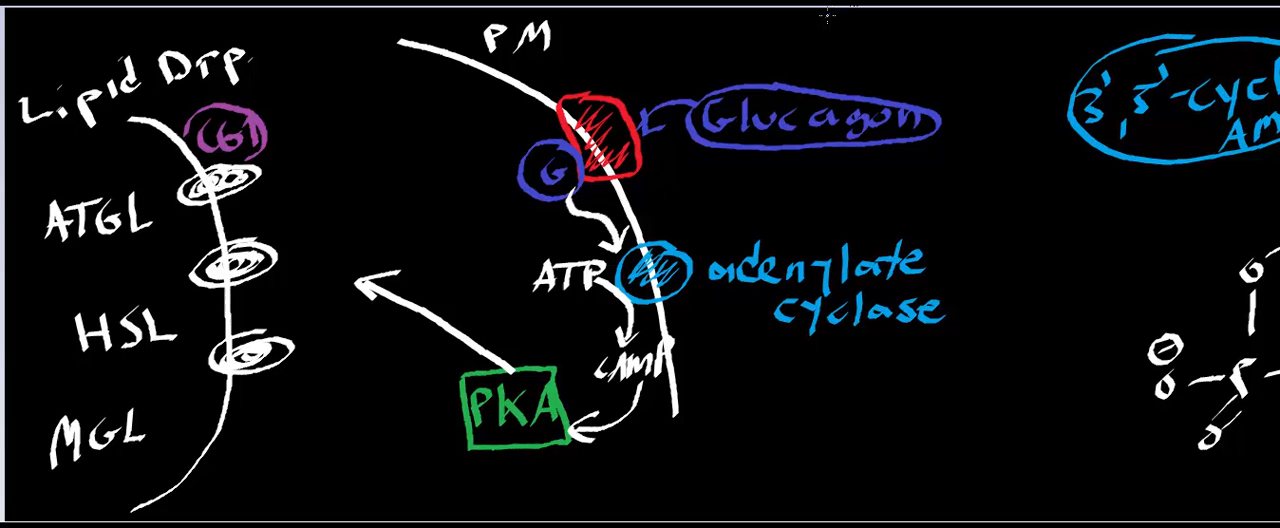 Lipid Drp.
CGI
ATGL
HSL
MGL
PM
Glucagon
G
ATP
adenylate
cyclase
cAMP
PKA
3',5'-cycl
AM
O
⊖
O
P
O